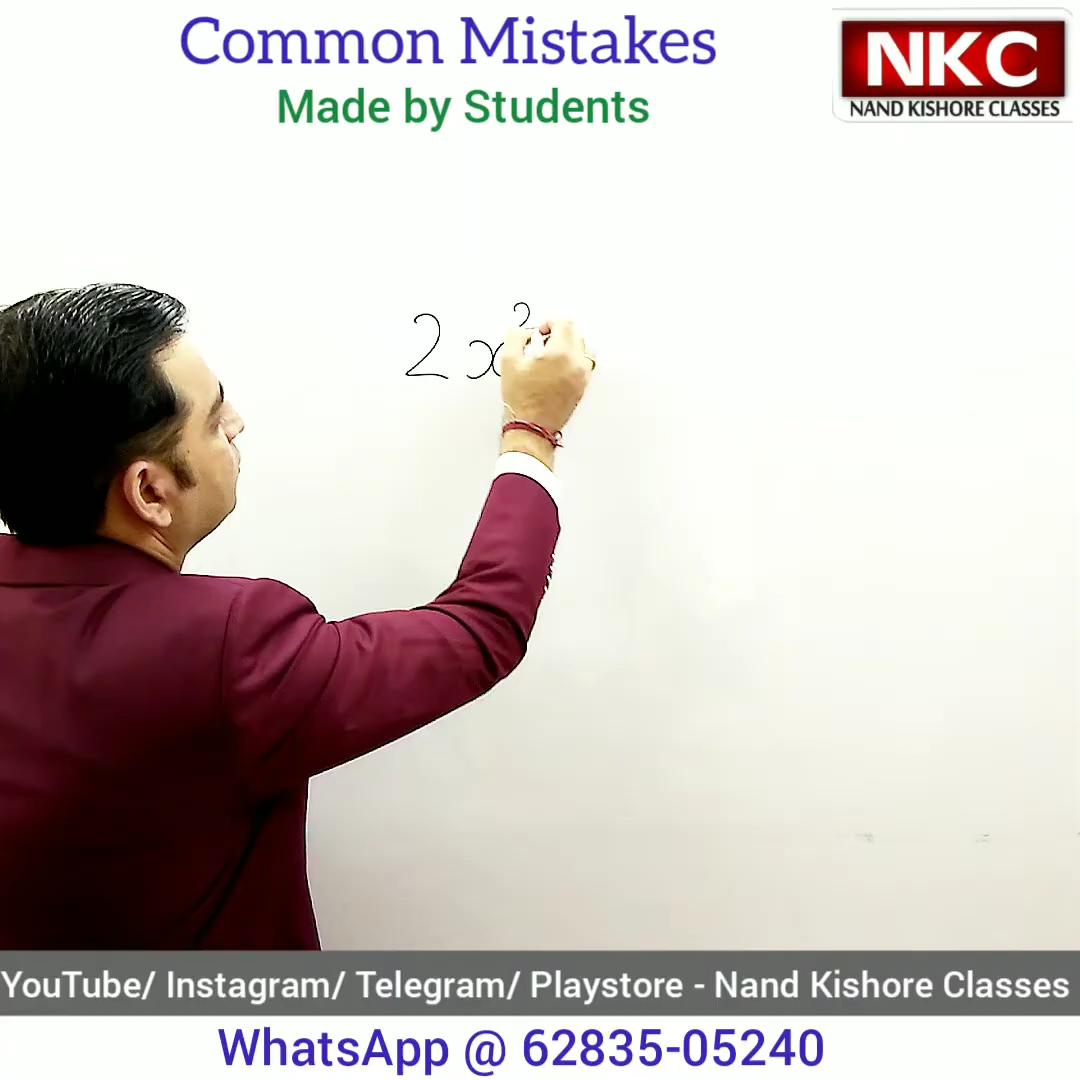 Common Mistakes
Made by Students
NKC
NAND KISHORE CLASSES
2x²
YouTube/ Instagram/ Telegram/ Playstore - Nand Kishore Classes
WhatsApp @ 62835-05240